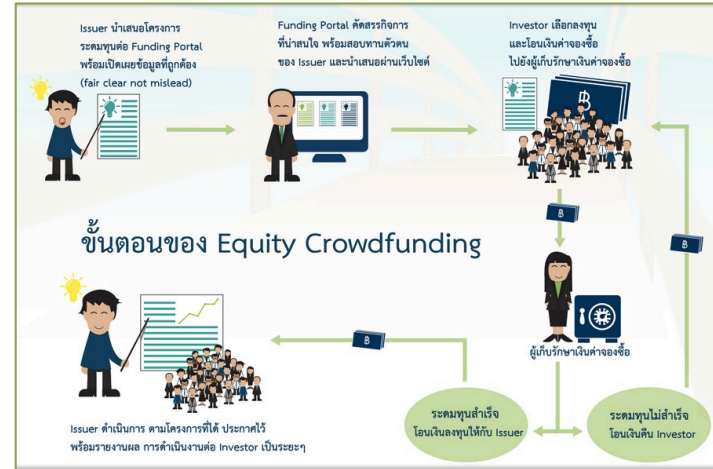 Issuer นำเสนอโครงการ
ระดมทุนต่อ Funding Portal
พร้อมเปิดเผยข้อมูลที่ถูกต้อง
(fair clear not mislead)
Funding Portal คัดสรรกิจการ
ที่น่าสนใจ พร้อมสอบทานตัวตน
ของ Issuer และนำเสนอผ่านเว็บไซต์
Investor เลือกลงทุน
และโอนเงินค่าจองซื้อ
ไปยังผู้เก็บรักษาเงินค่าจองซื้อ
฿
฿
฿
ขั้นตอนของ Equity Crowdfunding
ผู้เก็บรักษาเงินค่าจองซื้อ
฿
ระดมทุนสำเร็จ
โอนเงินลงทุนให้กับ Issuer
ระดมทุนไม่สำเร็จ
โอนเงินคืน Investor
Issuer ดำเนินการ ตามโครงการที่ได้ ประกาศไว้
พร้อมรายงานผล การดำเนินงานต่อ Investor เป็นระยะๆ